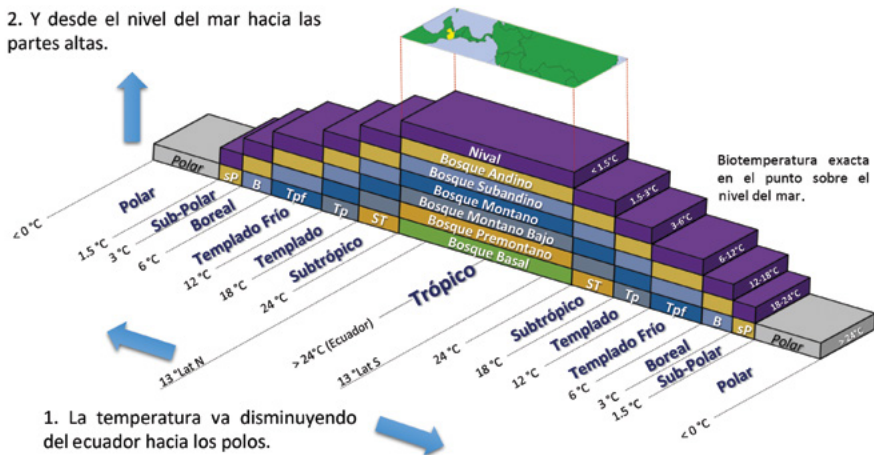 2. Y desde el nivel del mar hacia las
partes altas.
Nival
Bosque Andino
Bosque Subandino
Bosque Montano
Bosque Montano Bajo
Bosque Premontano
Bosque Basal
< 1.5°C
1.5-3°C
3-6°C
6-12°C
12-18°C
18-24°C
> 24°C
Biotemperatura exacta
en el punto sobre el
nivel del mar.
Polar
sP
B
Tpf
Tp
ST
ST
Tp
Tpf
B
sP
Polar
< 0 °C
Polar
1.5 °C
Sub-Polar
3 °C
Boreal
6 °C
Templado Frío
12 °C
Templado
18 °C
Subtrópico
24 °C
13 °Lat N
Trópico
> 24°C (Ecuador)
13 °Lat S
24 °C
Subtrópico
18 °C
Templado
12 °C
Templado Frío
6 °C
Boreal
3 °C
Sub-Polar
1.5 °C
Polar
< 0 °C
1. La temperatura va disminuyendo
del ecuador hacia los polos.